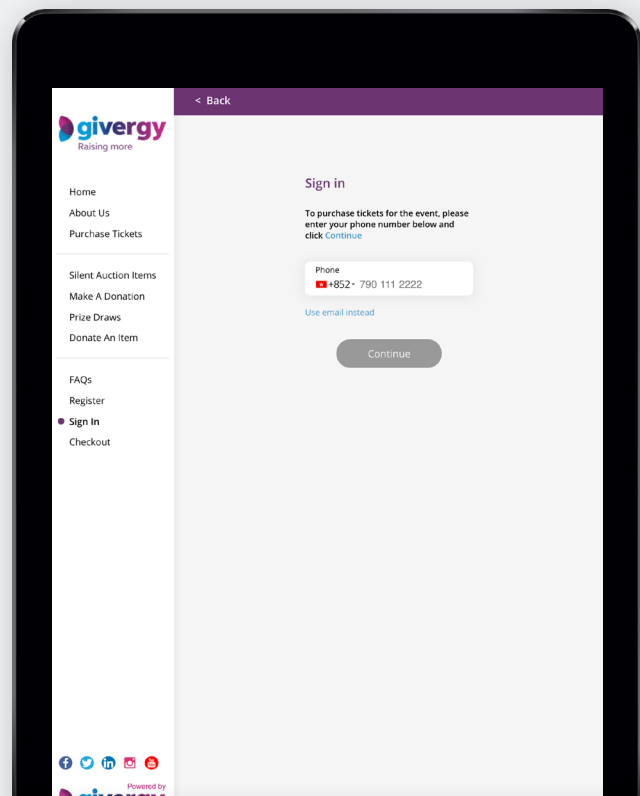 < Back
givergy
Raising more
Home
About Us
Purchase Tickets
Silent Auction Items
Make A Donation
Prize Draws
Donate An Item
FAQs
Register
Sign In
Checkout
Sign in
To purchase tickets for the event, please
enter your phone number below and
click Continue
Phone
+852 790 111 2222
Use email instead
Continue
Powered by
givergy